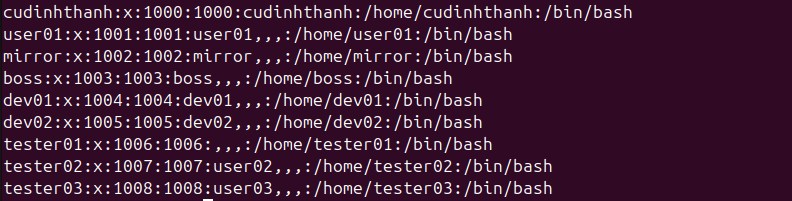 cudinhthanh:x:1000:1000:cudinhthanh:/home/cudinhthanh:/bin/bash
user01:x:1001:1001:user01,,,:/home/user01:/bin/bash
mirror:x:1002:1002:mirror,,,:/home/mirror:/bin/bash
boss:x:1003:1003:boss,,,:/home/boss:/bin/bash
dev01:x:1004:1004:dev01,,,:/home/dev01:/bin/bash
dev02:x:1005:1005:dev02,,,:/home/dev02:/bin/bash
tester01:x:1006:1006:,,,:/home/tester01:/bin/bash
tester02:x:1007:1007:user02,,,:/home/tester02:/bin/bash
tester03:x:1008:1008:user03,,,:/home/tester03:/bin/bash